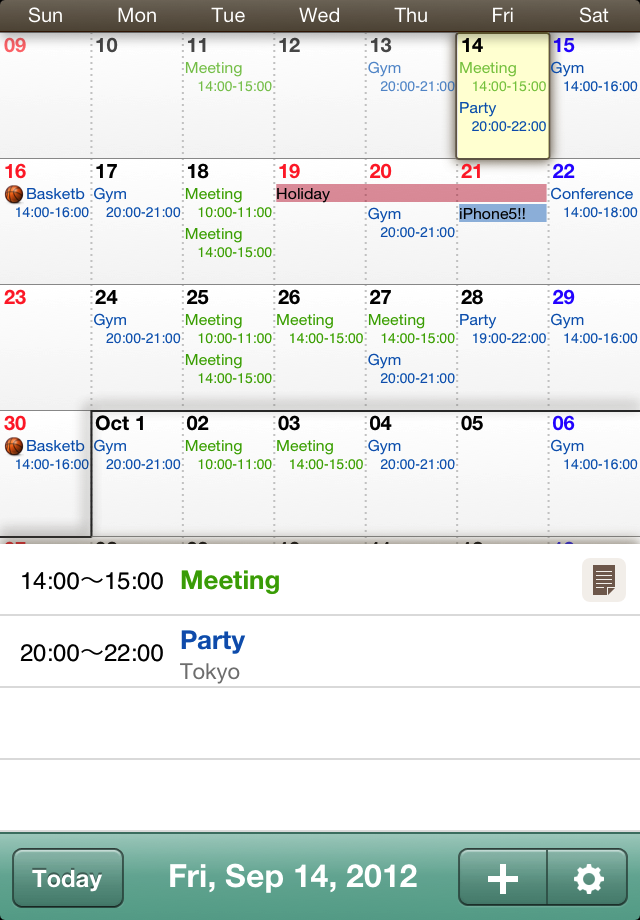 Sun Mon Tue Wed Thu Fri Sat
09 10 11 12 13 14 15
Meeting Gym Meeting Gym
14:00-15:00 20:00-21:00 14:00-15:00 14:00-16:00
Party
20:00-22:00
16 17 18 19 20 21 22
Basketb Gym Meeting Holiday Conference
14:00-16:00 20:00-21:00 10:00-11:00 Gym iPhone5!! 14:00-18:00
Meeting 20:00-21:00
14:00-15:00
23 24 25 26 27 28 29
Gym Meeting Meeting Meeting Party Gym
20:00-21:00 10:00-11:00 14:00-15:00 14:00-15:00 19:00-22:00 14:00-16:00
Meeting Gym
14:00-15:00 20:00-21:00
30 Oct 1 02 03 04 05 06
Basketb Gym Meeting Meeting Gym Gym
14:00-16:00 20:00-21:00 10:00-11:00 14:00-15:00 20:00-21:00 14:00-16:00
14:00〜15:00 Meeting
20:00〜22:00 Party
Tokyo
Today Fri, Sep 14, 2012